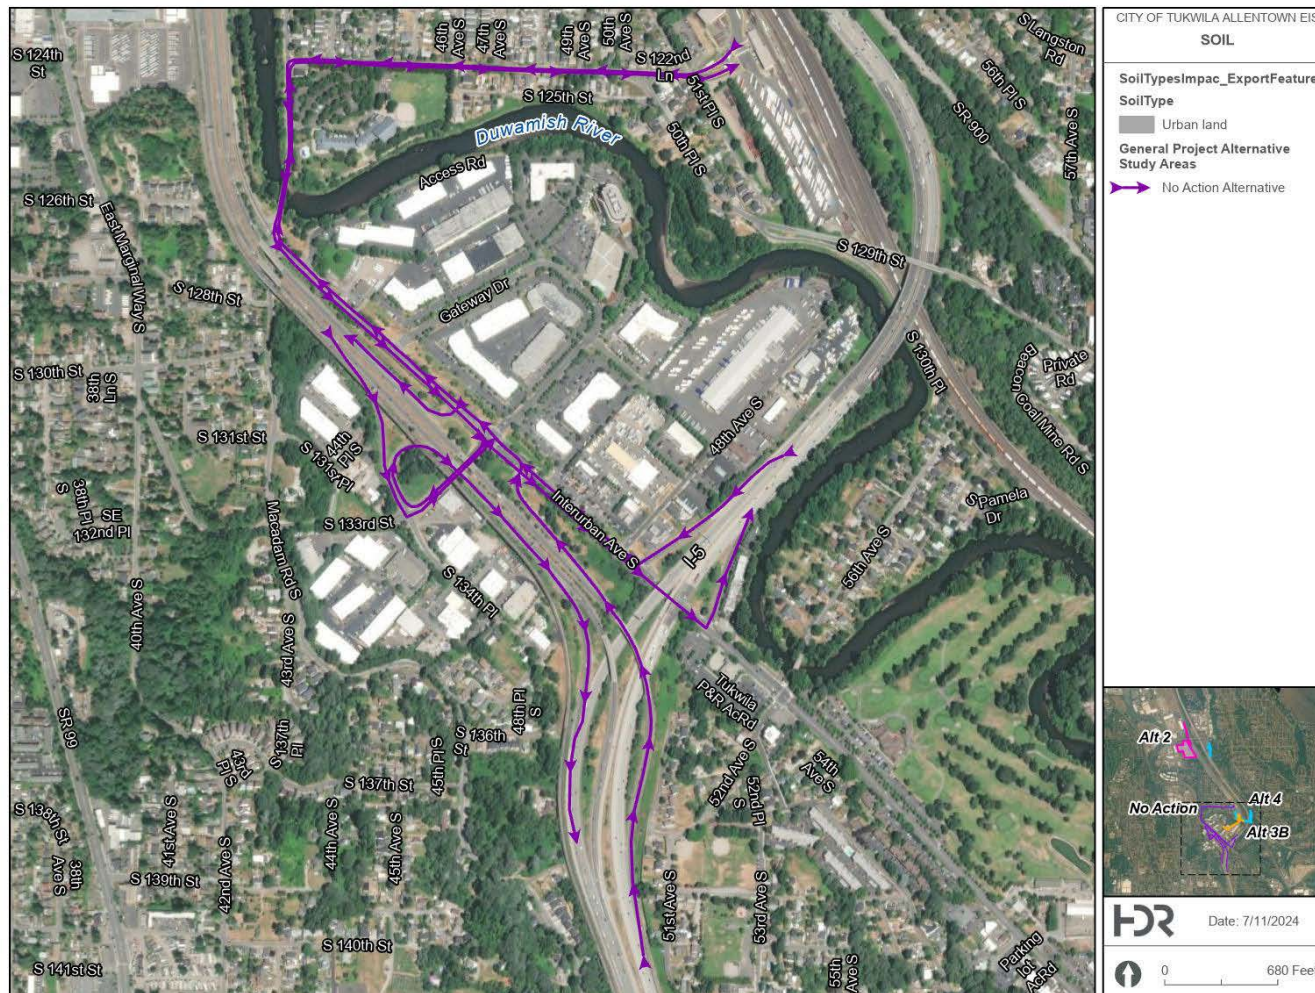 CITY OF TUKWILA ALLENTOWN EIS
SOIL
SoilTypesImpac_ExportFeature
SoilType
Urban land
General Project Alternative
Study Areas
No Action Alternative
S 124th
St
46th
Ave S
47th
Ave S
49th
Ave S
50th
Ave S
S 122nd
Ln
S Langston
Rd
56th Pl S
SR 900
57th Ave S
S 125th St
51st Pl S
50th Pl S
Duwamish River
Access Rd
S 126th St
East Marginal Way S
S 128th St
S 129th St
Gateway Dr
S 130th St
38th
Ln S
S 130th Pl
Private
Rd
Beacon Coal Mine Rd S
S 131st St
44th
Pl S
S 131st Pl
48th Ave S
38th Pl
S
SE
132nd Pl
S 133rd St
Interurban Ave S
I-5
S Pamela
Dr
56th Ave S
Macadam Rd S
S 134th Pl
40th Ave S
43rd Ave S
SR 99
43rd
Pl S
S 137th
Pl
S 136th
St
48th Pl
S
45th Pl S
Tukwila
P&R AcRd
S 137th St
52nd Ave S
52nd Pl
S
54th
Ave S
S 138th St
38th
Ave S
41st Ave S
42nd Ave S
44th Ave S
45th Ave S
S 139th St
S 140th St
51st Ave S
53rd Ave S
55th
Ave S
Parking
lot
AcRd
S 141st St
Alt 2
No Action
Alt 4
Alt 3B
HDR
Date: 7/11/2024
0 680 Feet